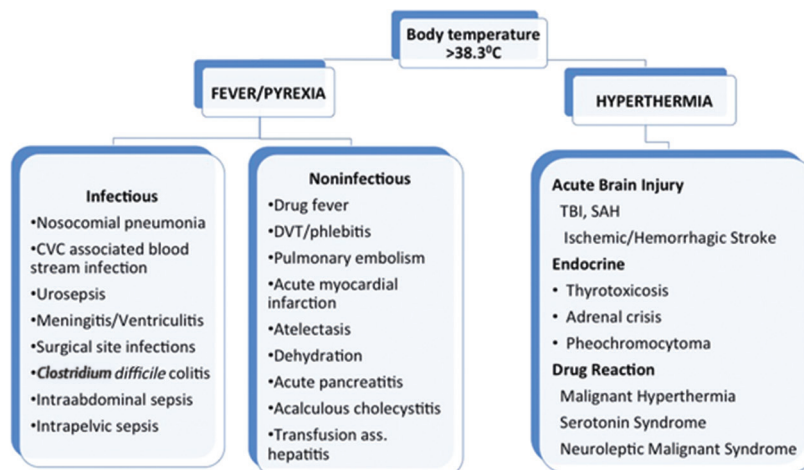 Body temperature
>38.3⁰C
FEVER/PYREXIA
HYPERTHERMIA
Infectious
•Nosocomial pneumonia
•CVC associated blood
stream infection
•Urosepsis
•Meningitis/Ventriculitis
•Surgical site infections
•Clostridium difficile colitis
•Intraabdominal sepsis
•Intrapelvic sepsis
Noninfectious
•Drug fever
•DVT/phlebitis
•Pulmonary embolism
•Acute myocardial
infarction
•Atelectasis
•Dehydration
•Acute pancreatitis
•Acalculous cholecystitis
•Transfusion ass.
hepatitis
Acute Brain Injury
TBI, SAH
Ischemic/Hemorrhagic Stroke
Endocrine
• Thyrotoxicosis
• Adrenal crisis
• Pheochromocytoma
Drug Reaction
Malignant Hyperthermia
Serotonin Syndrome
Neuroleptic Malignant Syndrome